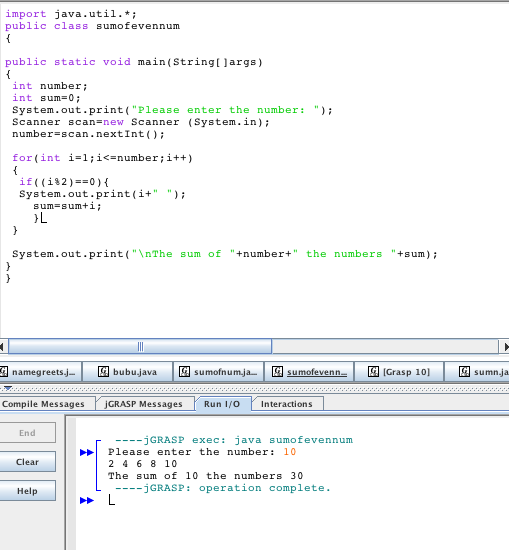 import java.util.*;
public class sumofevennum
{
public static void main(String[]args)
{
int number;
int sum=0;
System.out.print("Please enter the number: ");
Scanner scan=new Scanner (System.in);
number=scan.nextInt();
for(int i=1;i<=number;i++)
{
if((i%2)==0){
System.out.print(i+" ");
sum=sum+i;
}
}
System.out.print("\nThe sum of "+number+" the numbers "+sum);
}
}
namegreets.j... bubu.java sumofnum.ja... sumofevenn... [Grasp 10] sumn.ja
Compile Messages jGRASP Messages Run I/O Interactions
End
Clear
Help
----jGRASP exec: java sumofevennum
Please enter the number: 10
2 4 6 8 10
The sum of 10 the numbers 30
----jGRASP: operation complete.